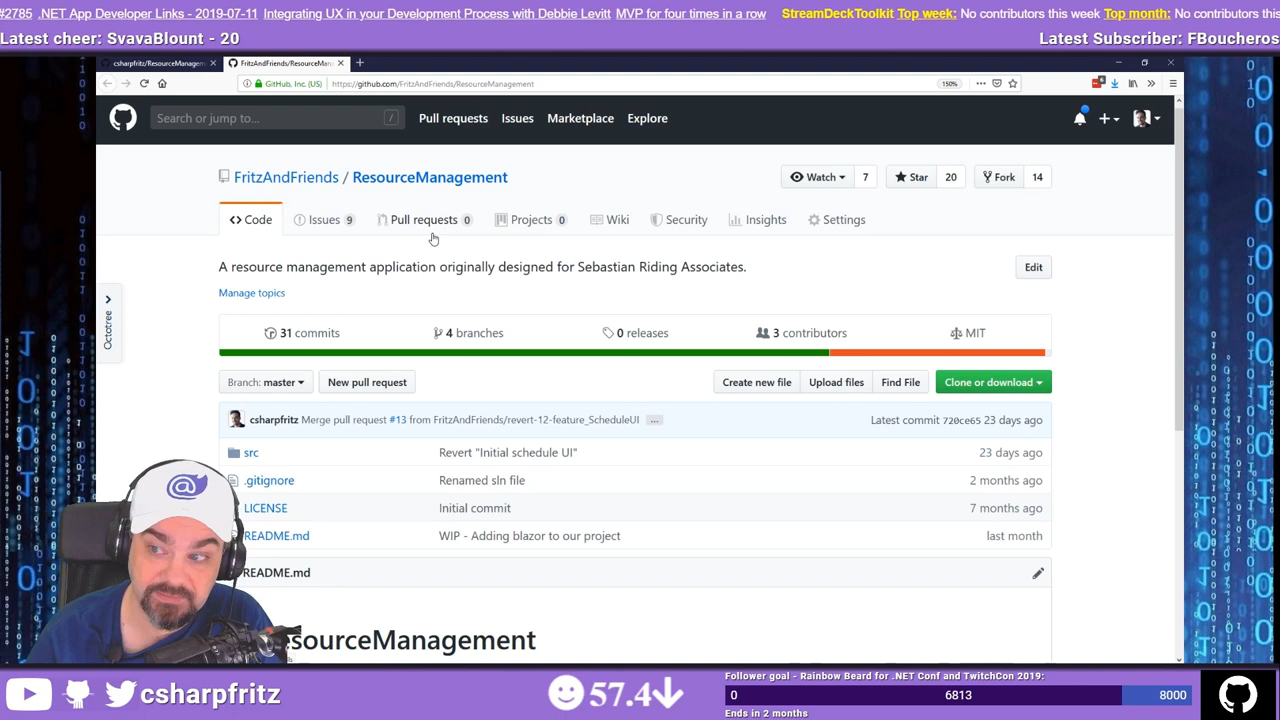 #2785 .NET App Developer Links - 2019-07-11 Integrating UX in your Development Process with Debbie Levitt MVP for four times in a row StreamDeckToolkit Top week: No contributors this week Top month: No contributors this
Latest cheer: SvavaBlount - 20 Latest Subscriber: FBoucheros
csharpfritz/ResourceManagem FritzAndFriends/ResourceMan
GitHub, Inc. (US) https://github.com/FritzAndFriends/ResourceManagement 150%
Search or jump to... / Pull requests Issues Marketplace Explore
FritzAndFriends / ResourceManagement Watch 7 Star 20 Fork 14
Code Issues 9 Pull requests 0 Projects 0 Wiki Security Insights Settings
A resource management application originally designed for Sebastian Riding Associates. Edit
Manage topics
Octotree
31 commits 4 branches 0 releases 3 contributors MIT
Branch: master New pull request Create new file Upload files Find File Clone or download
csharpfritz Merge pull request #13 from FritzAndFriends/revert-12-feature_ScheduleUI ... Latest commit 720ce65 23 days ago
src Revert "Initial schedule UI" 23 days ago
.gitignore Renamed sln file 2 months ago
LICENSE Initial commit 7 months ago
README.md WIP - Adding blazor to our project last month
README.md
esourceManagement
csharpfritz 57.4 Follower goal - Rainbow Beard for .NET Conf and TwitchCon 2019:
0 6813 8000
Ends in 2 months